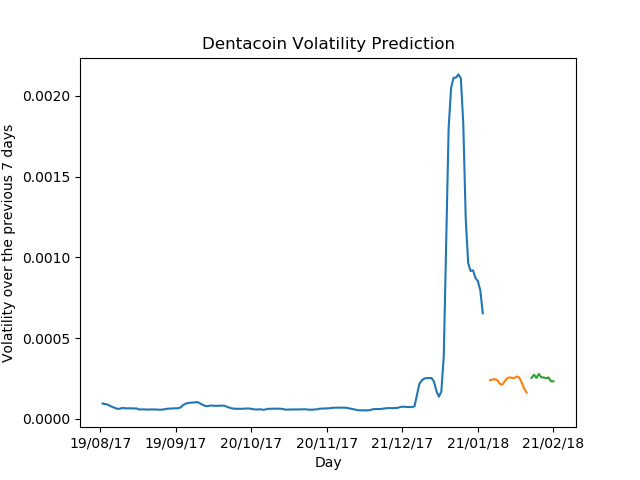 Dentacoin Volatility Prediction
Volatility over the previous 7 days
0.0020
0.0015
0.0010
0.0005
0.0000
19/08/17 19/09/17 20/10/17 20/11/17 21/12/17 21/01/18 21/02/18
Day